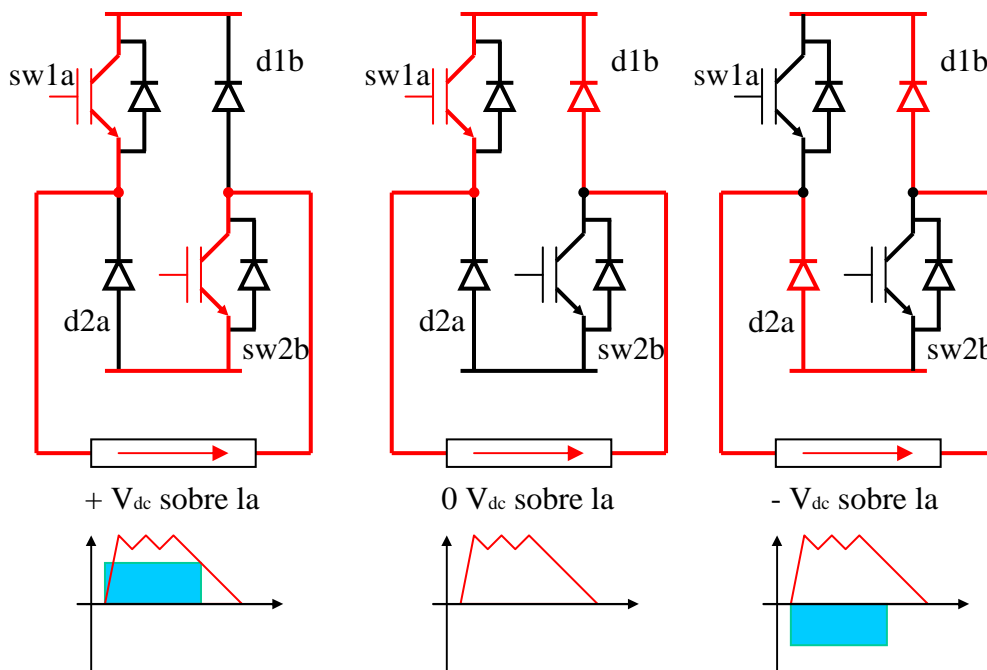 sw1a
d1b
d2a
sw2b
+ Vdc sobre la
sw1a
d1b
d2a
sw2b
0 Vdc sobre la
sw1a
d1b
d2a
sw2b
- Vdc sobre la